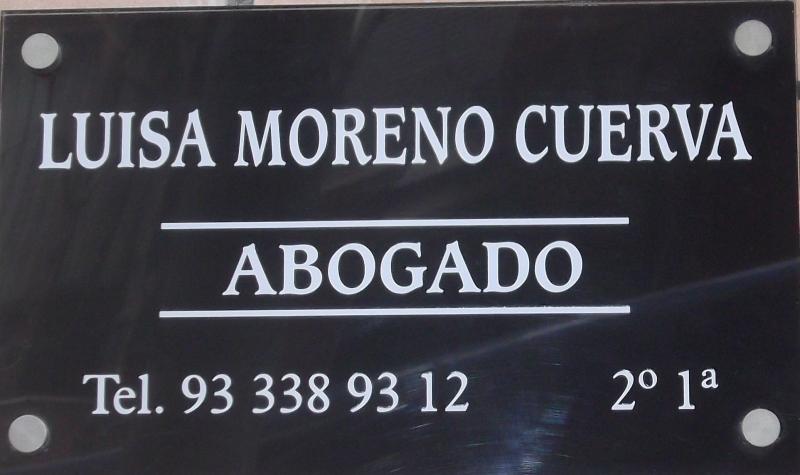 LUISA MORENO CUERVA
ABOGADO
Tel. 93 338 93 12 2º 1ª